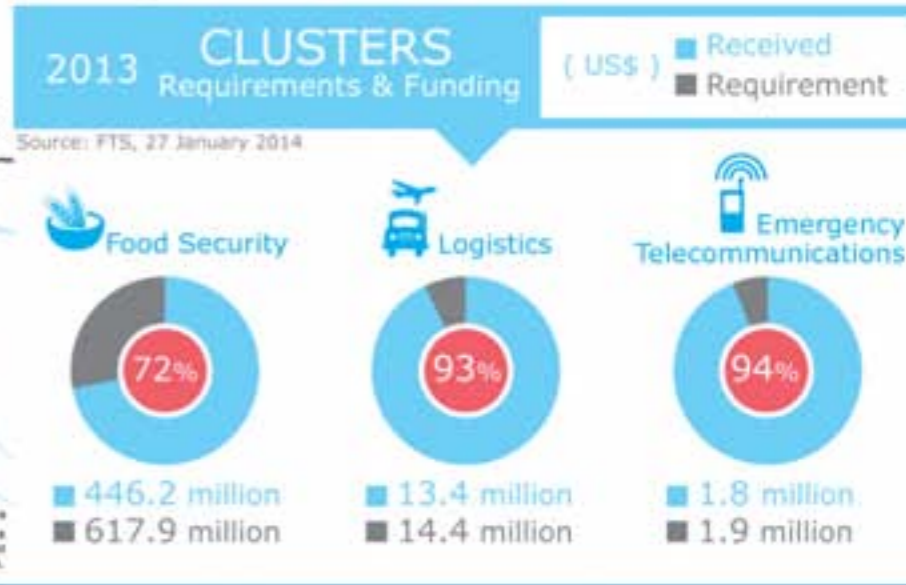 2013
CLUSTERS
Requirements & Funding
( US$ )
Received
Requirement
Source: FTS, 27 January 2014
Food Security
72%
446.2 million
617.9 million
Logistics
93%
13.4 million
14.4 million
Emergency
Telecommunications
94%
1.8 million
1.9 million